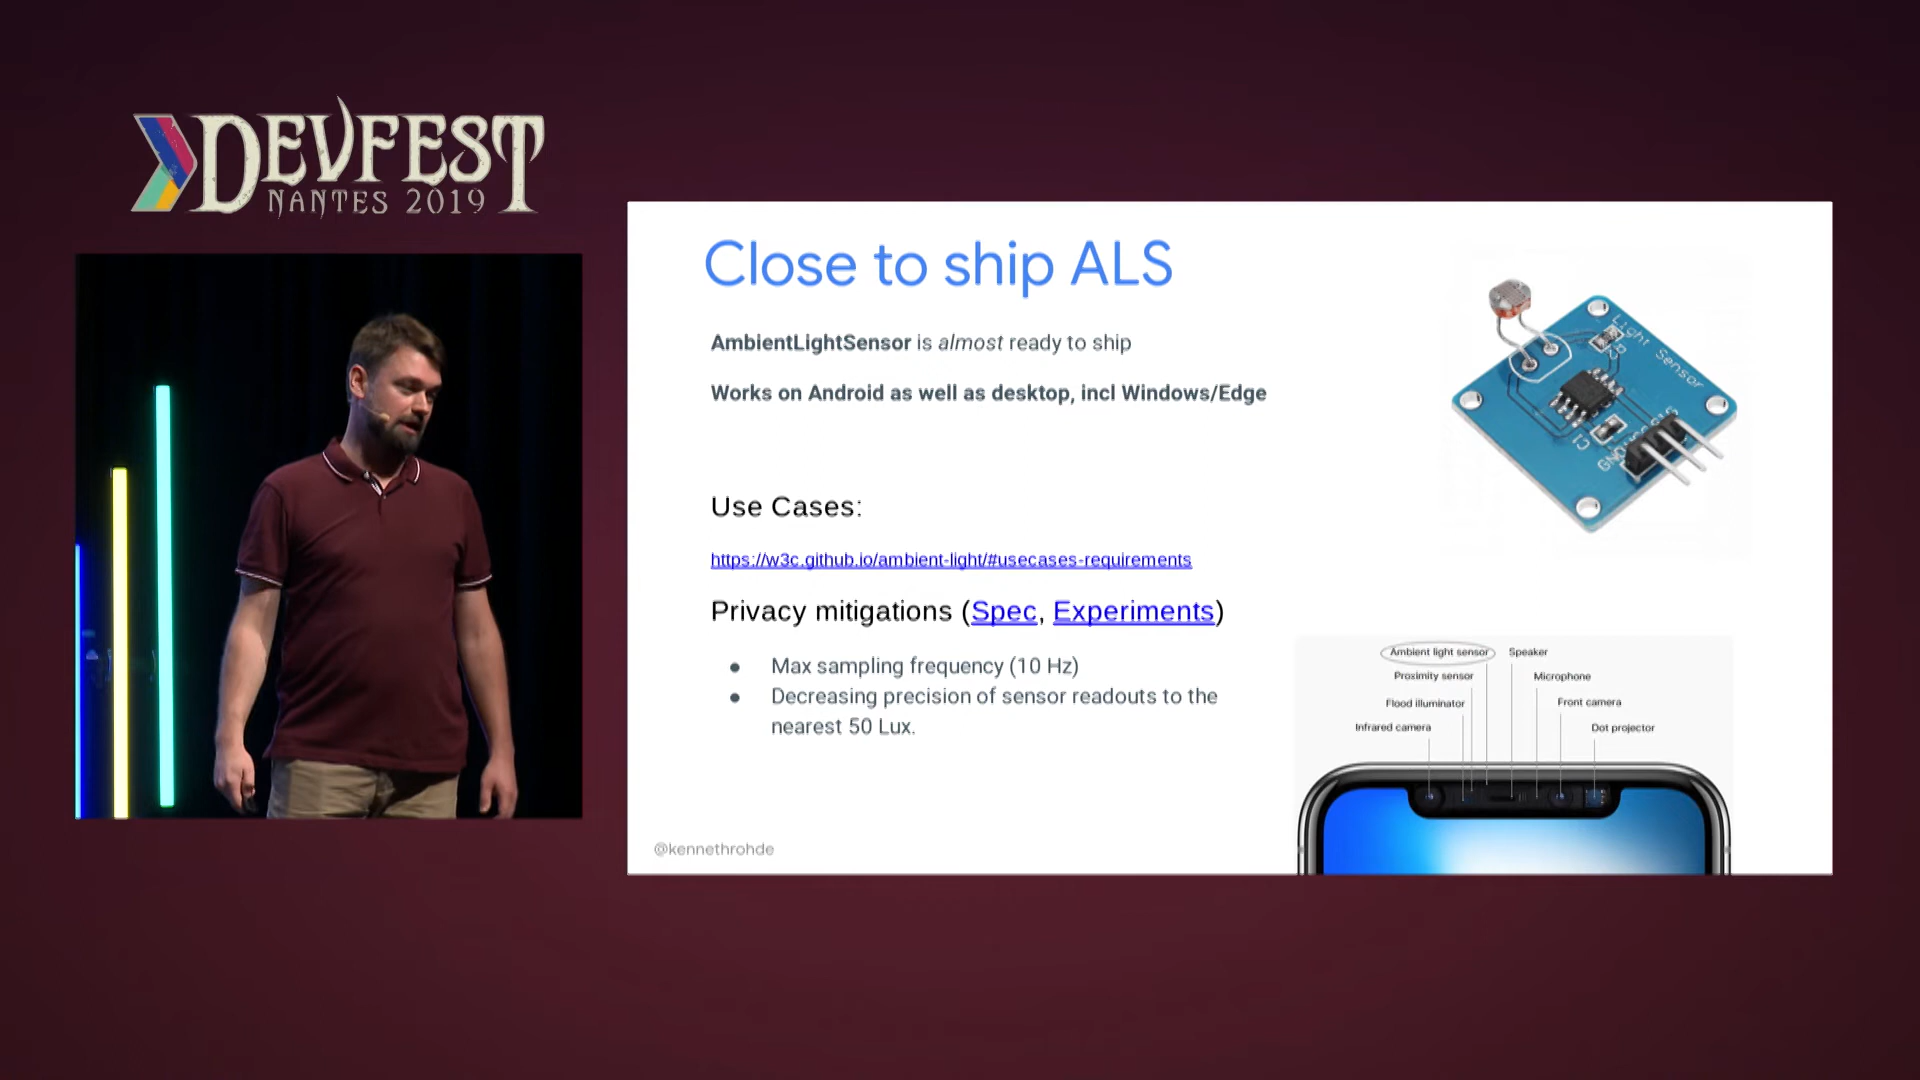 DEVFEST
NANTES 2019
Close to ship ALS
AmbientLightSensor is almost ready to ship
Works on Android as well as desktop, incl Windows/Edge
Use Cases:
https://w3c.github.io/ambient-light/#usecases-requirements
Privacy mitigations (Spec, Experiments)
● Max sampling frequency (10 Hz)
● Decreasing precision of sensor readouts to the
nearest 50 Lux.
@kennethrohde
Light Sensor
C1
Ambient light sensor
Speaker
Proximity sensor
Microphone
Flood illuminator
Front camera
Infrared camera
Dot projector